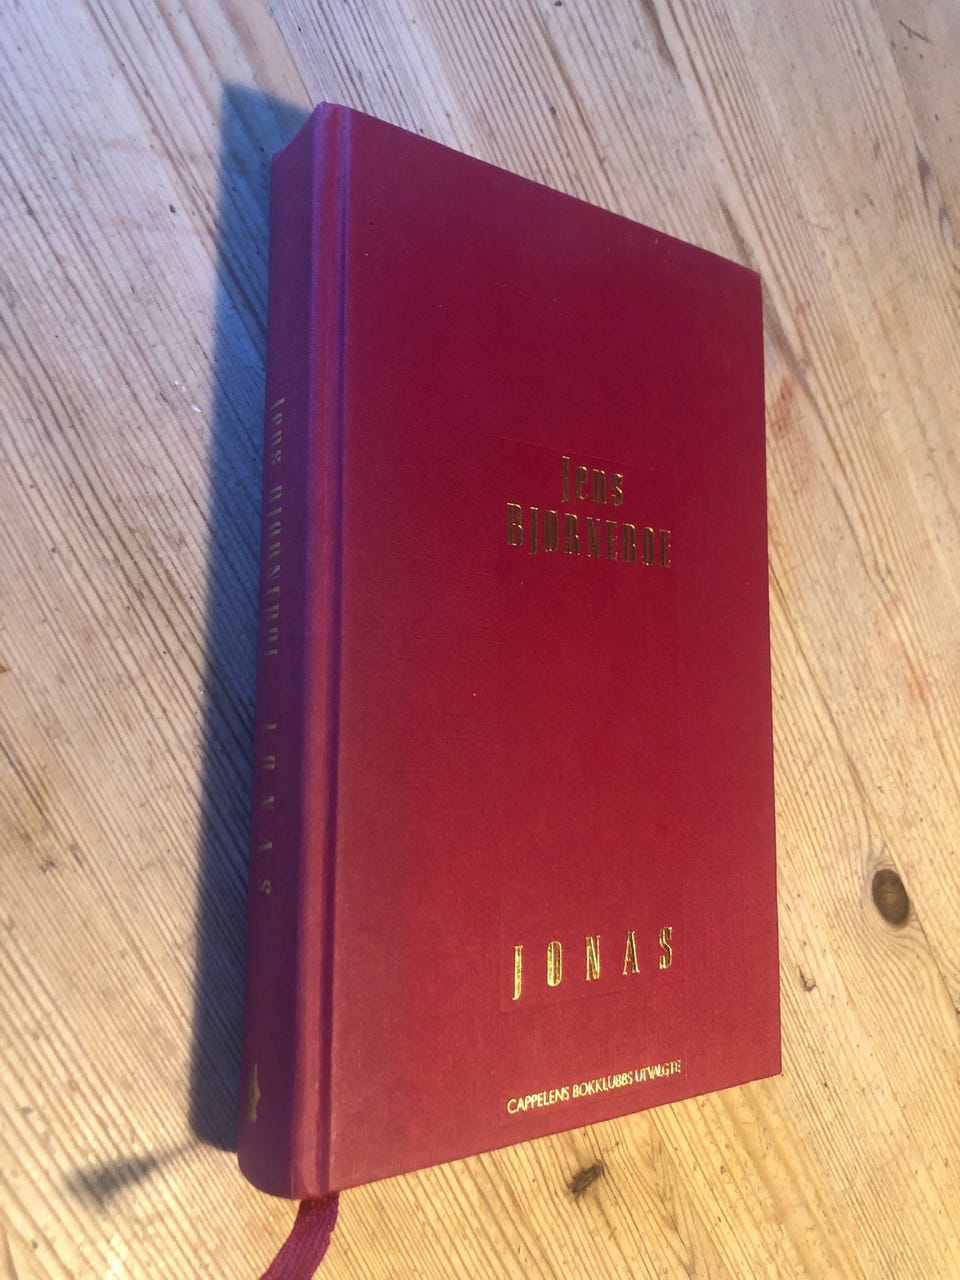 Jens
BJØRNEBOE
JONAS
CAPPELENS BOKKLUBBS UTVALGTE
Jens BJØRNEBOE JONAS